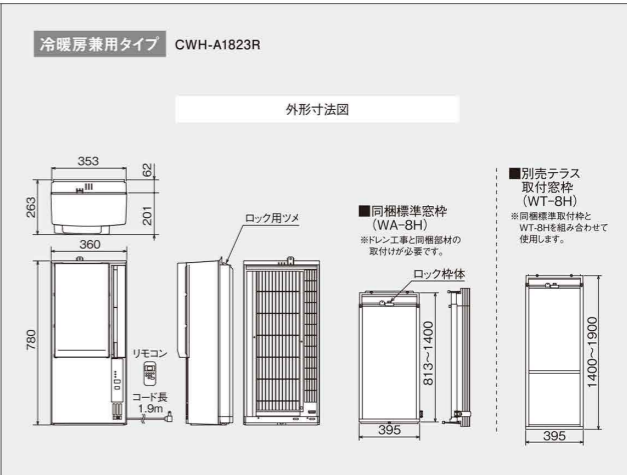 冷暖房兼用タイプ CWH-A1823R
外形寸法図
353
62
263
201
360
780
リモコン
コード長
1.9m
ロック用ツメ
■同梱標準窓枠
(WA-8H)
※ドレン工事と同梱部材の
取付けが必要です。
ロック枠体
813~1400
395
■別売テラス
取付窓枠
(WT-8H)
※同梱標準取付枠と
WT-8Hを組み合わせて
使用します。
1400~1900
395